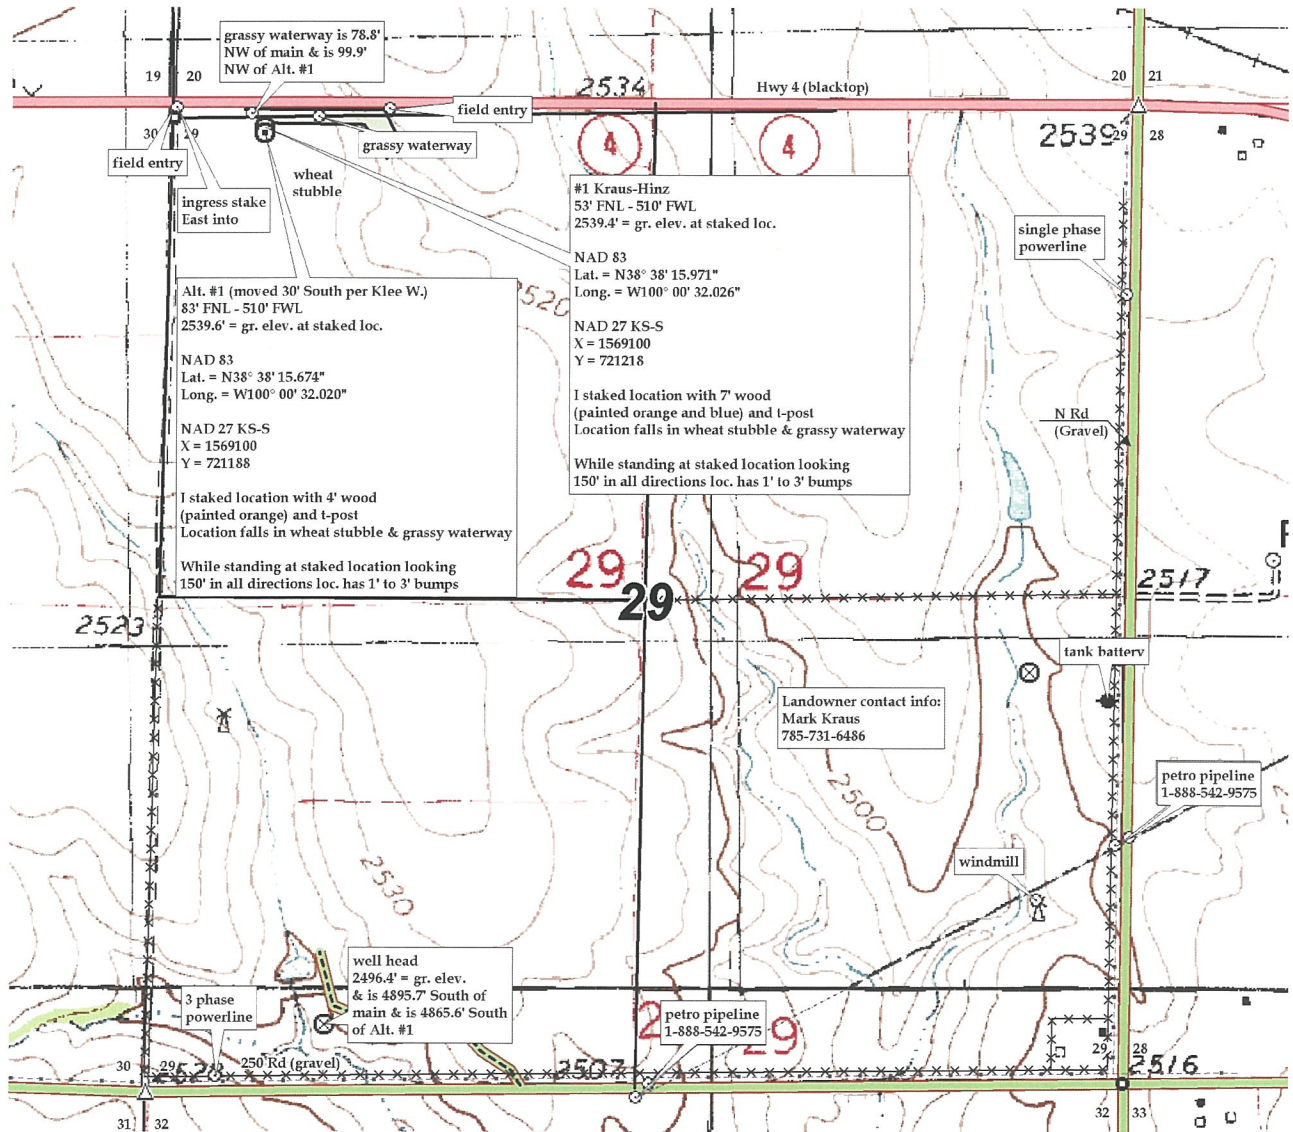 grassy waterway is 78.8'
NW of main & is 99.9'
NW of Alt. #1
19
20
2534
Hwy 4 (blacktop)
20
21
field entry
30
29
4
4
2539
29
28
grassy waterway
field entry
wheat
stubble
ingress stake
East into
#1 Kraus-Hinz
53' FNL - 510' FWL
2539.4' = gr. elev. at staked loc.
NAD 83
Lat. = N38° 38' 15.971"
Long. = W100° 00' 32.026"
NAD 27 KS-S
X = 1569100
Y = 721218
I staked location with 7' wood
(painted orange and blue) and t-post
Location falls in wheat stubble & grassy waterway
While standing at staked location looking
150' in all directions loc. has 1' to 3' bumps
single phase
powerline
Alt. #1 (moved 30' South per Klee W.)
83' FNL - 510' FWL
2539.6' = gr. elev. at staked loc.
NAD 83
Lat. = N38° 38' 15.674"
Long. = W100° 00' 32.020"
NAD 27 KS-S
X = 1569100
Y = 721188
I staked location with 4' wood
(painted orange) and t-post
Location falls in wheat stubble & grassy waterway
While standing at staked location looking
150' in all directions loc. has 1' to 3' bumps
2520
N Rd
(Gravel)
29
29
29
2517
2523
tank battery
Landowner contact info:
Mark Kraus
785-731-6486
2500
petro pipeline
1-888-542-9575
windmill
2530
well head
2496.4' = gr. elev.
& is 4895.7' South of
main & is 4865.6' South
of Alt. #1
3 phase
powerline
petro pipeline
1-888-542-9575
29
30
29
250 Rd (gravel)
2507
29
28
2516
31
32
32
33